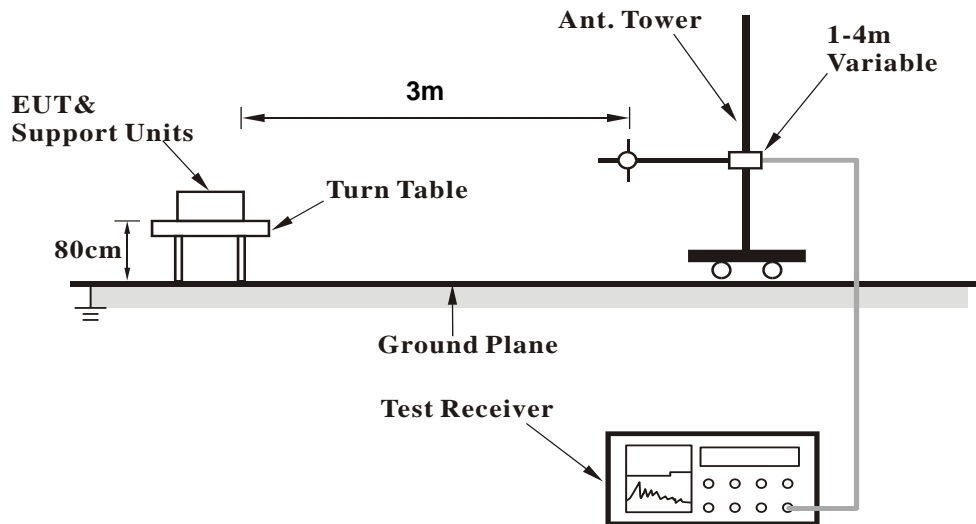 Ant. Tower
1-4m
Variable
3m
EUT&
Support Units
Turn Table
80cm
Ground Plane
Test Receiver